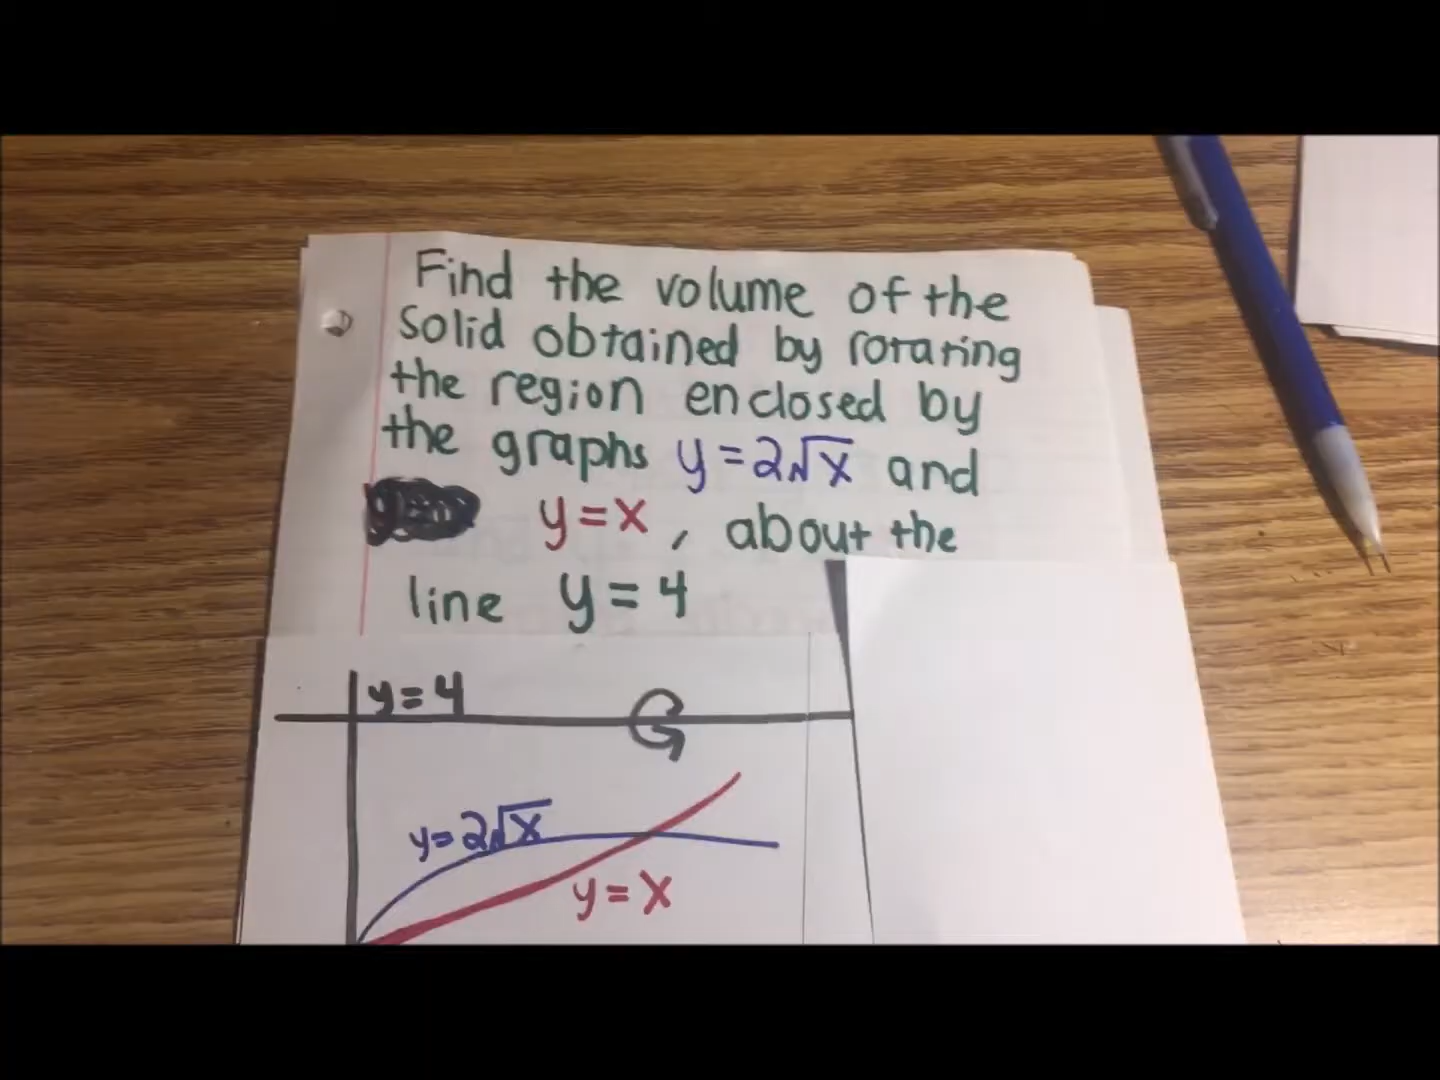 Find the volume of the
solid obtained by rotating
the region enclosed by
the graphs y=2√x and
y=x, about the
line y=4
y=4
y=2√x
y=x